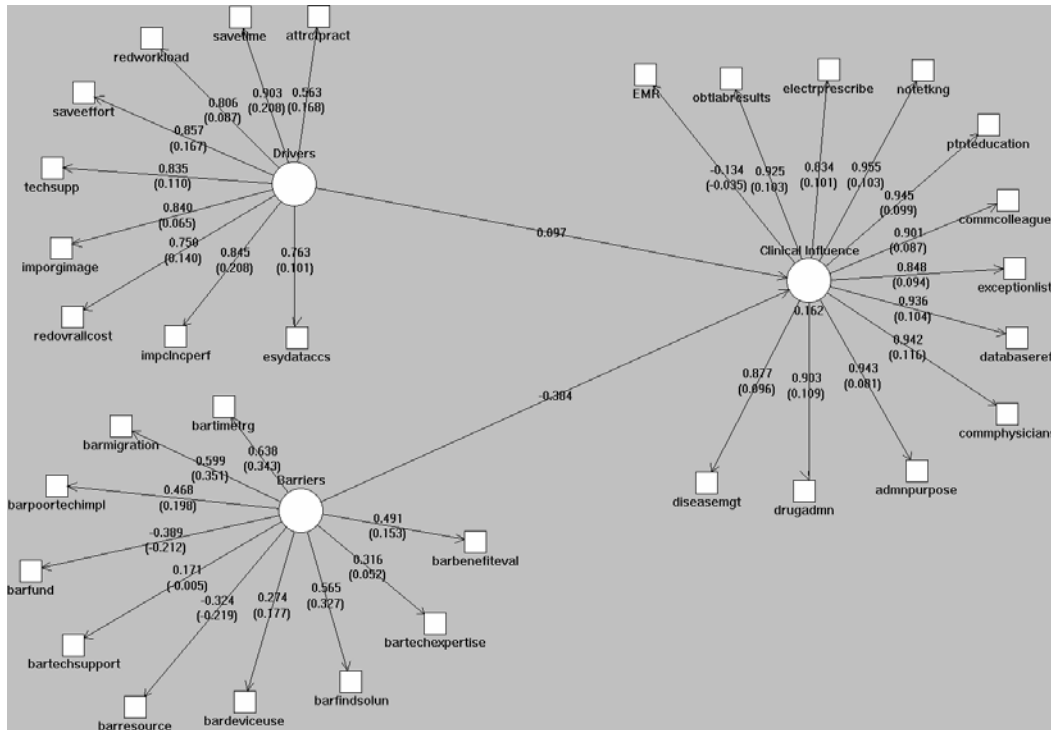 savetime
attrctpract
redworkload
0.903
(0.208)
0.563
(0.168)
0.806
(0.087)
saveeffort
0.857
(0.167)
Drivers
techsupp
0.835
(0.110)
0.840
(0.065)
imporgimage
0.750
(0.140)
0.845
(0.208)
0.763
(0.101)
redovrallcost
impclncperf
esydataccs
0.097
EMR
obtlabresults
electrprescribe
notetkng
ptnteducation
-0.134
(-0.035)
0.925
(0.103)
0.834
(0.101)
0.955
(0.103)
0.945
(0.099)
commcolleague
0.901
(0.087)
Clinical Influence
0.848
(0.094)
exceptionlist
0.162
0.936
(0.104)
databaseref
0.942
(0.116)
commphysicians
0.877
(0.096)
0.903
(0.109)
0.943
(0.081)
diseasemgt
drugadmn
admnpurpose
-0.384
bartimetrg
barmigration
0.638
(0.343)
0.599
(0.351)
Barriers
barpoortechimpl
0.468
(0.198)
-0.389
(-0.212)
barfund
0.171
(-0.005)
bartechsupport
-0.324
(-0.219)
barresource
0.274
(0.177)
bardeviceuse
0.565
(0.327)
barfindsolun
0.316
(0.052)
bartechexpertise
0.491
(0.153)
barbenefiteval